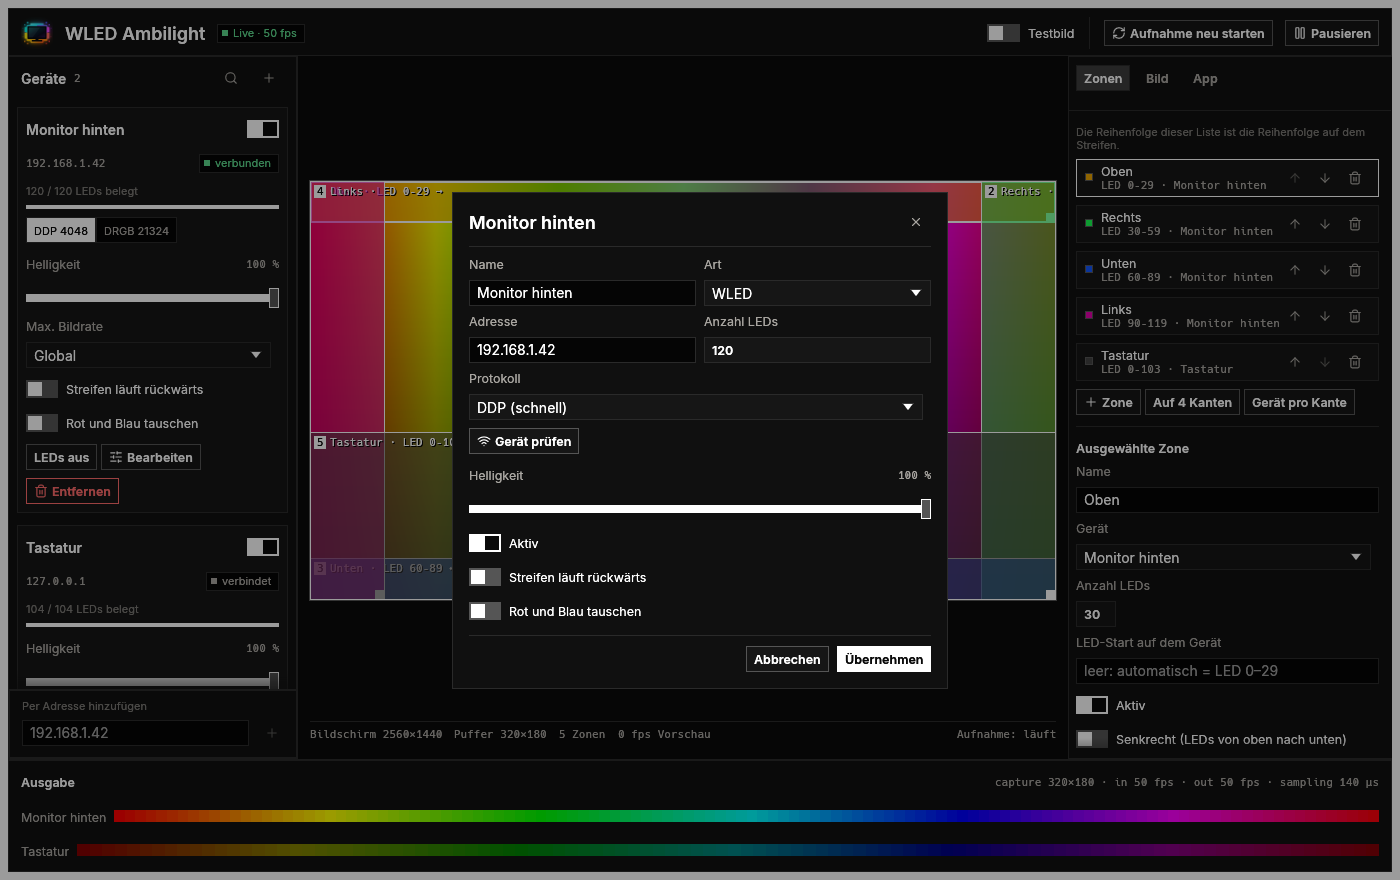 WLED Ambilight
Live · 50 fps
Testbild
Aufnahme neu starten
Pausieren
Geräte 2
Monitor hinten
192.168.1.42
verbunden
120 / 120 LEDs belegt
DDP 4048
DRGB 21324
Helligkeit
100 %
Max. Bildrate
Global
Streifen läuft rückwärts
Rot und Blau tauschen
LEDs aus
Bearbeiten
Entfernen
Tastatur
127.0.0.1
verbindet
104 / 104 LEDs belegt
Helligkeit
100 %
Per Adresse hinzufügen
192.168.1.42
4 Links · LED 0-29 →
2 Rechts ·
5 Tastatur · LED 0-10
3 Unten · LED 60-89 ·
Monitor hinten
Name
Art
Monitor hinten
WLED
Adresse
Anzahl LEDs
192.168.1.42
120
Protokoll
DDP (schnell)
Gerät prüfen
Helligkeit
100 %
Aktiv
Streifen läuft rückwärts
Rot und Blau tauschen
Abbrechen
Übernehmen
Bildschirm 2560×1440 Puffer 320×180 5 Zonen 0 fps Vorschau
Aufnahme: läuft
Zonen
Bild
App
Die Reihenfolge dieser Liste ist die Reihenfolge auf dem
Streifen.
Oben
LED 0-29 · Monitor hinten
Rechts
LED 30-59 · Monitor hinten
Unten
LED 60-89 · Monitor hinten
Links
LED 90-119 · Monitor hinten
Tastatur
LED 0-103 · Tastatur
Zone
Auf 4 Kanten
Gerät pro Kante
Ausgewählte Zone
Name
Oben
Gerät
Monitor hinten
Anzahl LEDs
30
LED-Start auf dem Gerät
leer: automatisch = LED 0–29
Aktiv
Senkrecht (LEDs von oben nach unten)
Ausgabe
capture 320×180 · in 50 fps · out 50 fps · sampling 140 µs
Monitor hinten
Tastatur